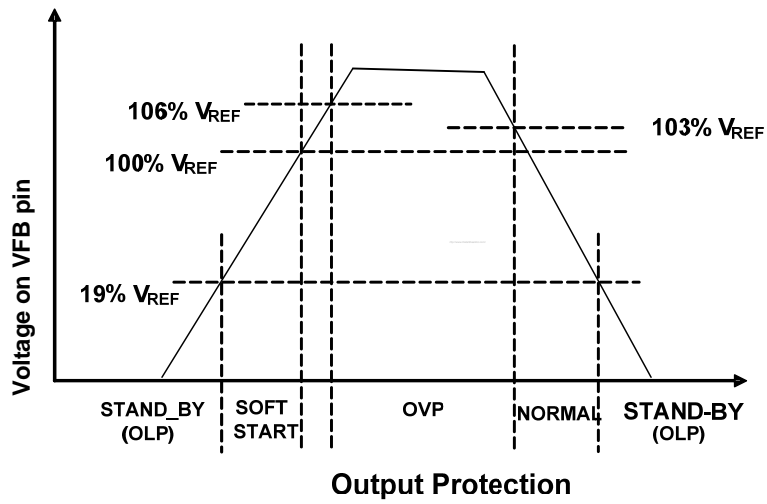 106% VREF
103% VREF
100% VREF
19% VREF
Voltage on VFB pin
STAND_BY
(OLP)
SOFT
START
OVP
NORMAL
STAND-BY
(OLP)
Output Protection